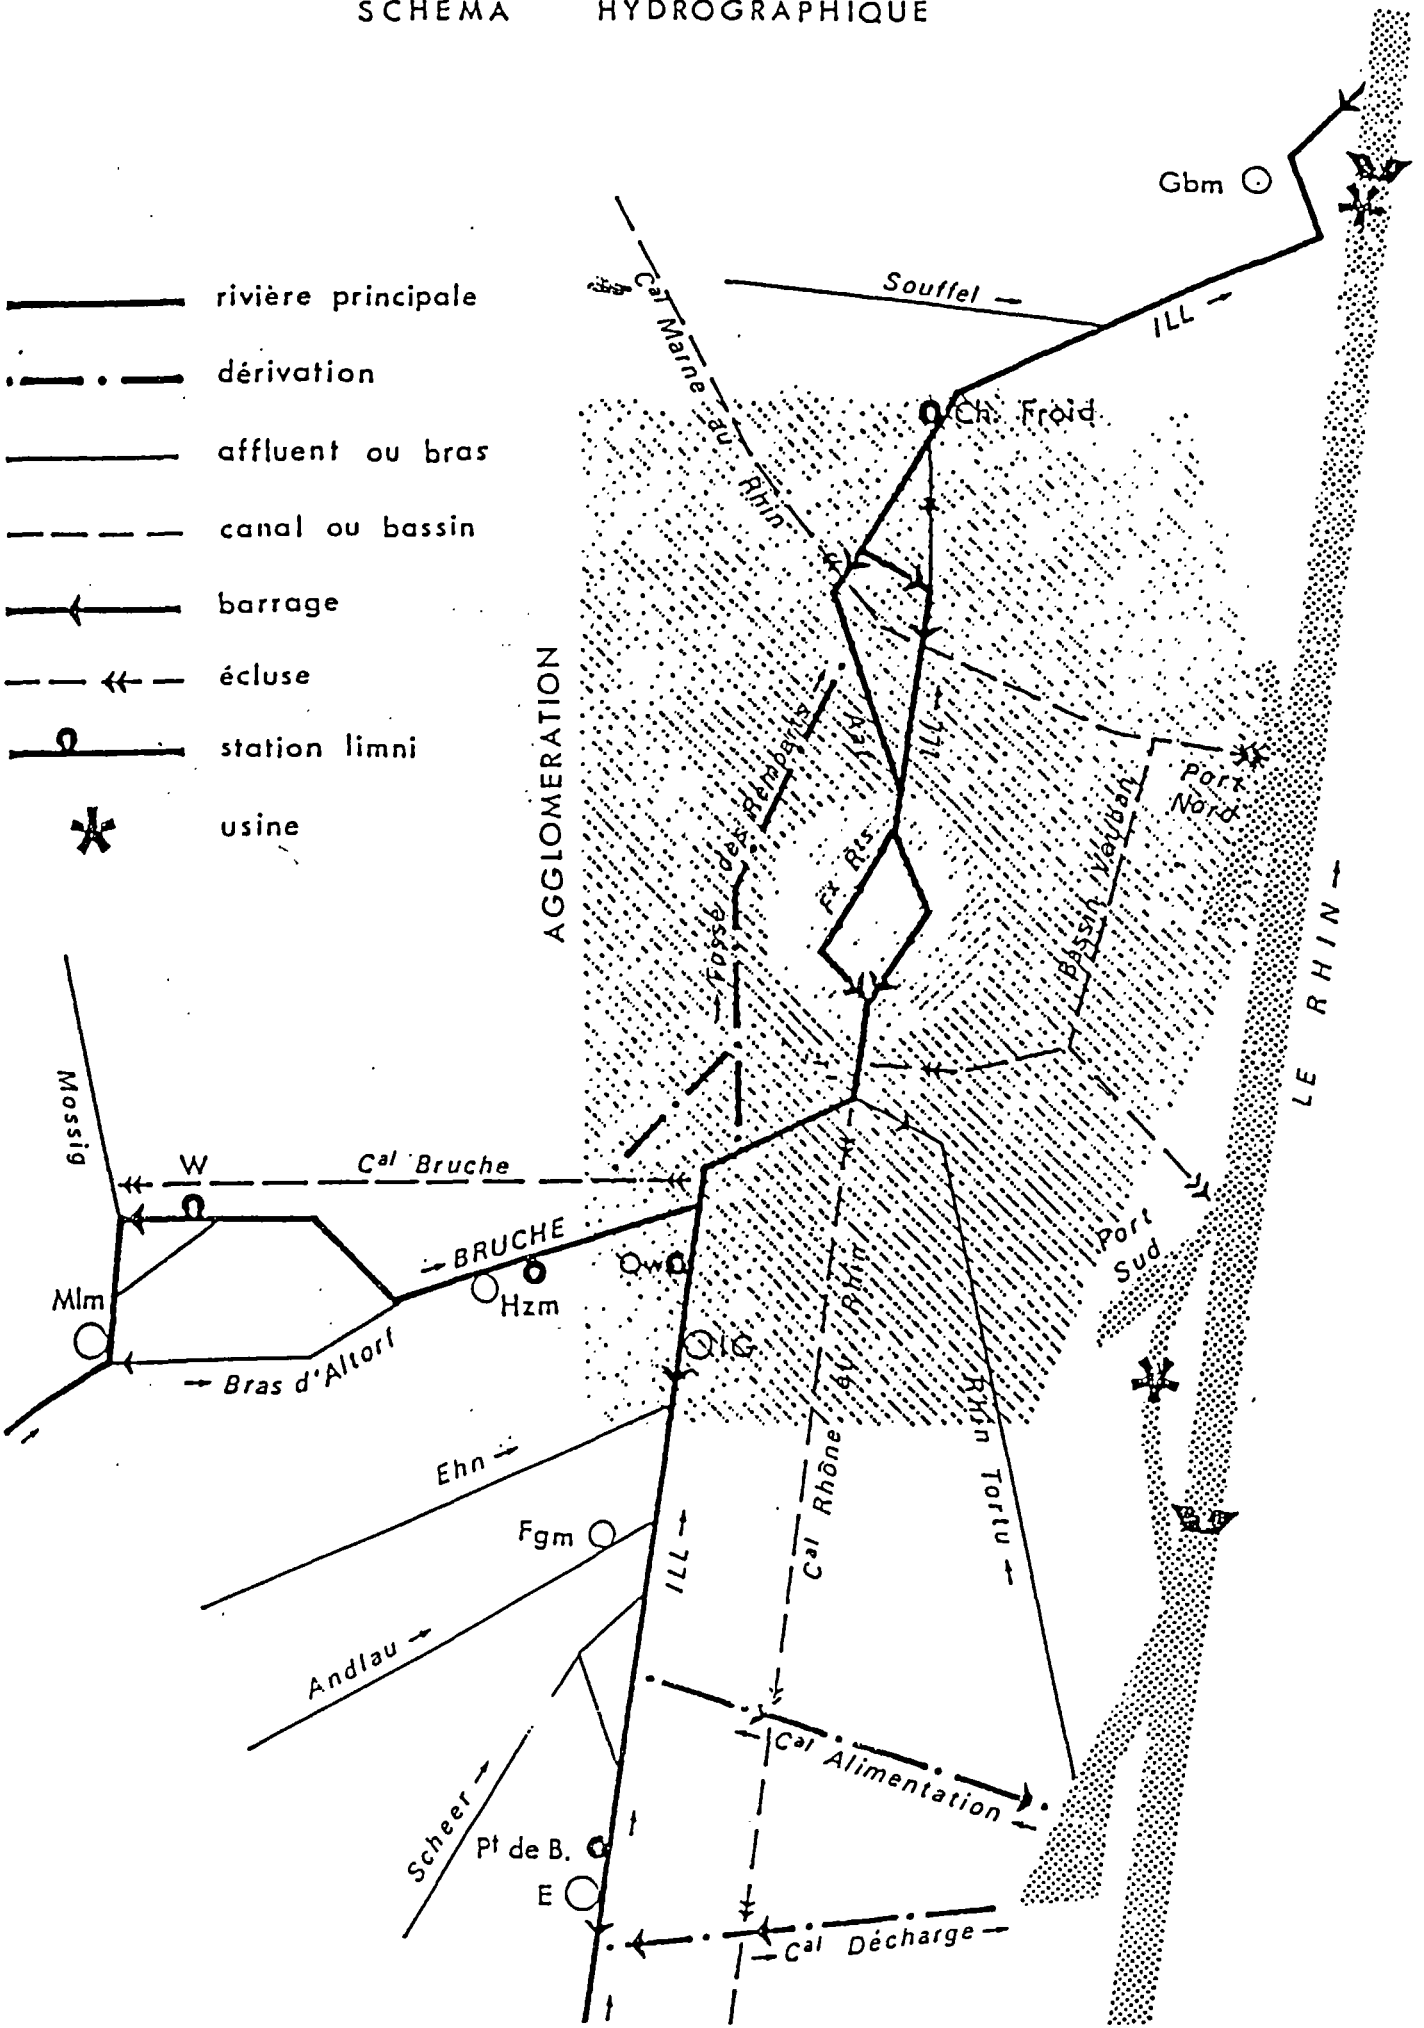 SCHEMA HYDROGRAPHIQUE
Gbm
rivière principale
dérivation
affluent ou bras
canal ou bassin
barrage
écluse
station limni
usine
Cal Marne au Rhin
Souffel
ILL
Ch. Froid
AGGLOMERATION
Fosse des Remparts
Aar
Ill
Fx Rts
Bassin Vauban
Port
Nord
LE RHIN
Mossig
W
Cal Bruche
BRUCHE
Mlm
Hzm
Ow
IG
Bras d'Altorf
Port
Sud
Ehn
Fgm
ILL
Cal Rhône au Rhin
Rhin Tortu
Andlau
Scheer
Pt de B.
E
Cal Alimentation
Cal Décharge